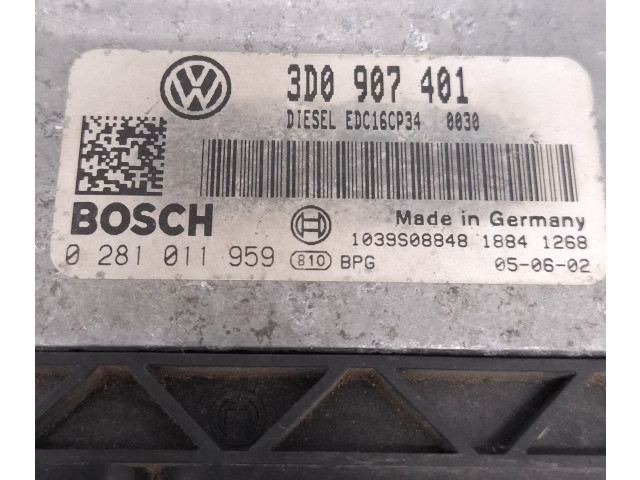 3D0 907 401
DIESEL EDC16CP34 0030
BOSCH
Made in Germany
0 281 011 959
810 BPG
1039S08848 1884 1268
05-06-02